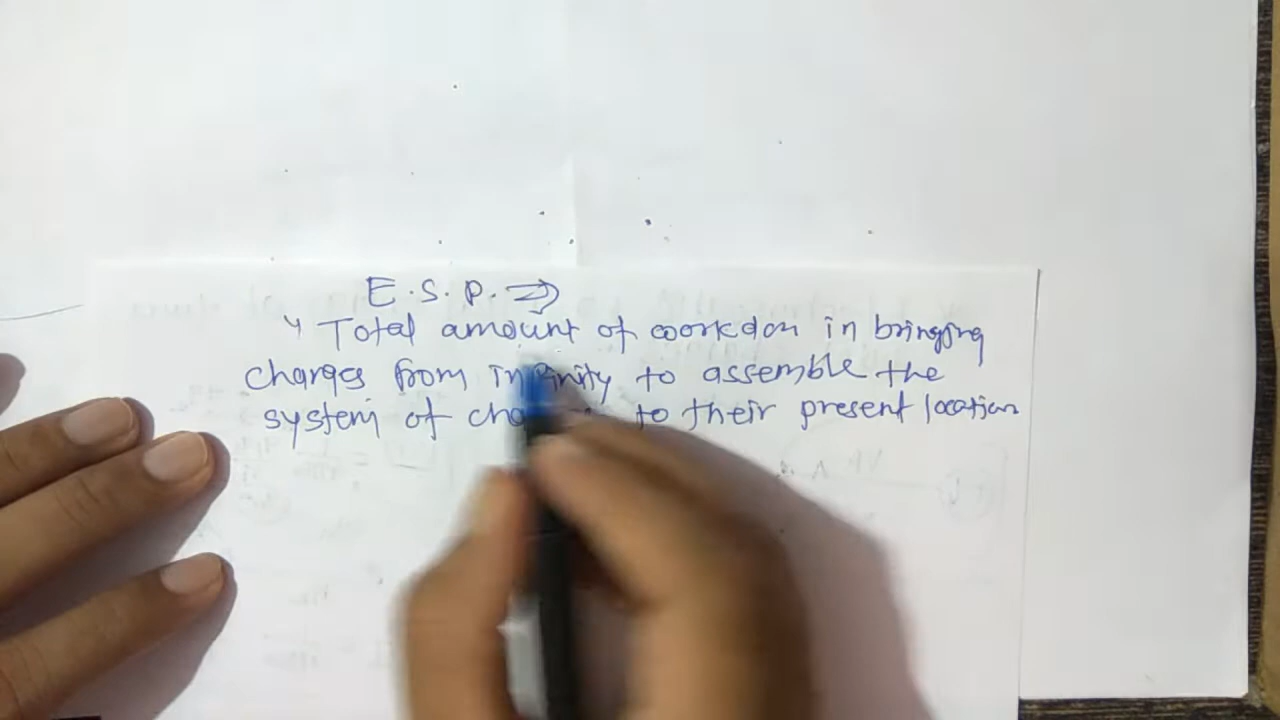 E.S.P. ⇒
" Total amount of workdon in bringing
charges from infinity to assemble the
system of to their present location